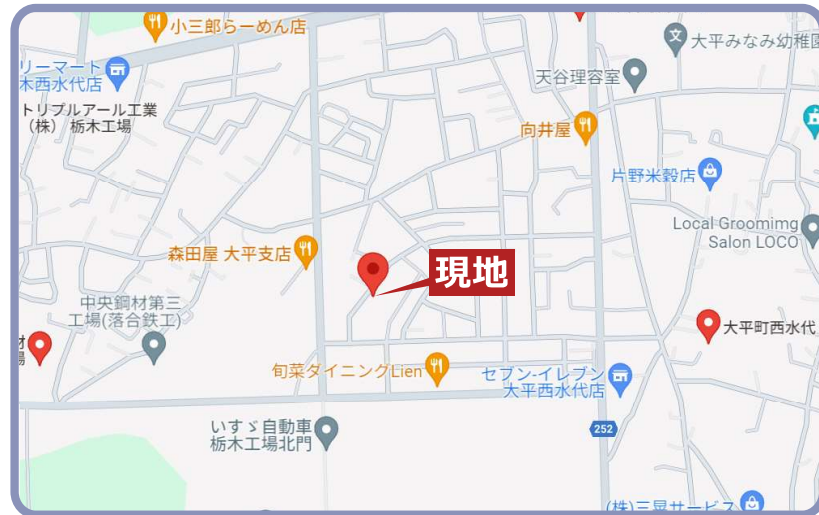 小三郎らーめん店
大平みなみ幼稚園
リーマート
木西水代店
天谷理容室
トリプルアール工業
(株) 栃木工場
向井屋
片野米穀店
Local Groomimg
Salon LOCO
森田屋 大平支店
現地
中央鋼材第三
工場(落合鉄工)
大平町西水代
材
場
旬菜ダイニングLien
セブン-イレブン
大平西水代店
いすゞ自動車
栃木工場北門
252
(株)三晃サービス